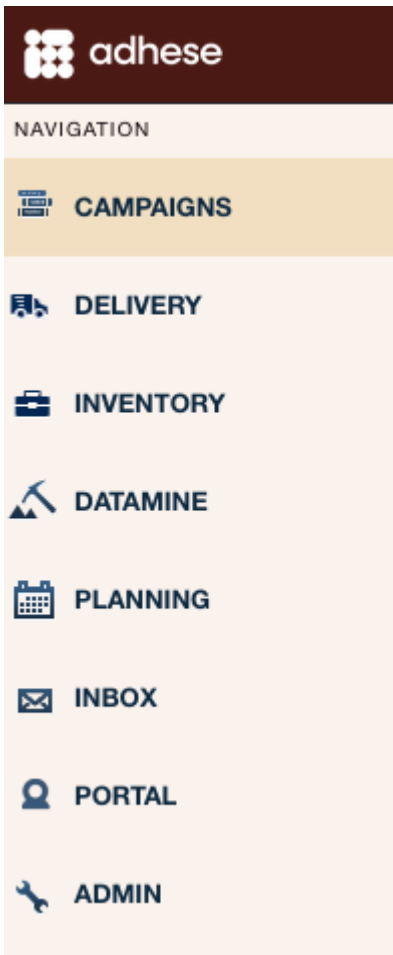 adhese
NAVIGATION
CAMPAIGNS
DELIVERY
INVENTORY
DATAMINE
PLANNING
INBOX
PORTAL
ADMIN